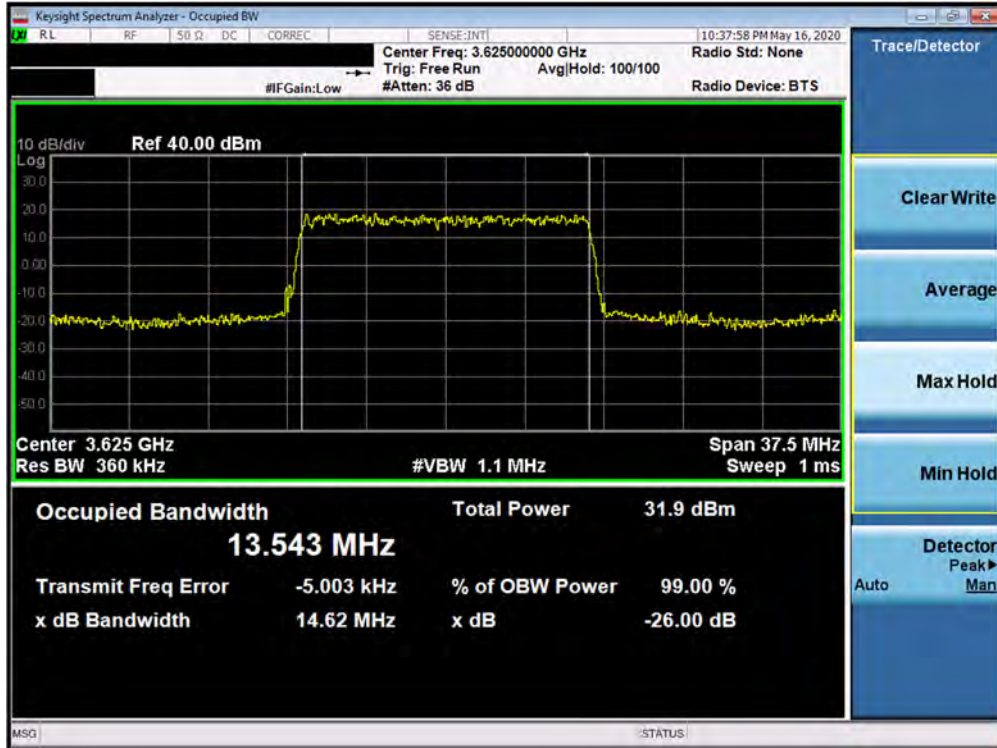 Keysight Spectrum Analyzer - Occupied BW
LXI RL RF 50 Ω DC CORREC SENSE:INT 10:37:58 PM May 16, 2020
Center Freq: 3.625000000 GHz Radio Std: None
Trig: Free Run Avg|Hold: 100/100
#IFGain:Low #Atten: 36 dB Radio Device: BTS
10 dB/div Ref 40.00 dBm
Log
30.0
20.0
10.0
0.00
-10.0
-20.0
-30.0
-40.0
-50.0
Center 3.625 GHz Span 37.5 MHz
Res BW 360 kHz #VBW 1.1 MHz Sweep 1 ms
Occupied Bandwidth Total Power 31.9 dBm
13.543 MHz
Transmit Freq Error -5.003 kHz % of OBW Power 99.00 %
x dB Bandwidth 14.62 MHz x dB -26.00 dB
MSG STATUS
Trace/Detector
Clear Write
Average
Max Hold
Min Hold
Detector
Peak▶
Auto Man